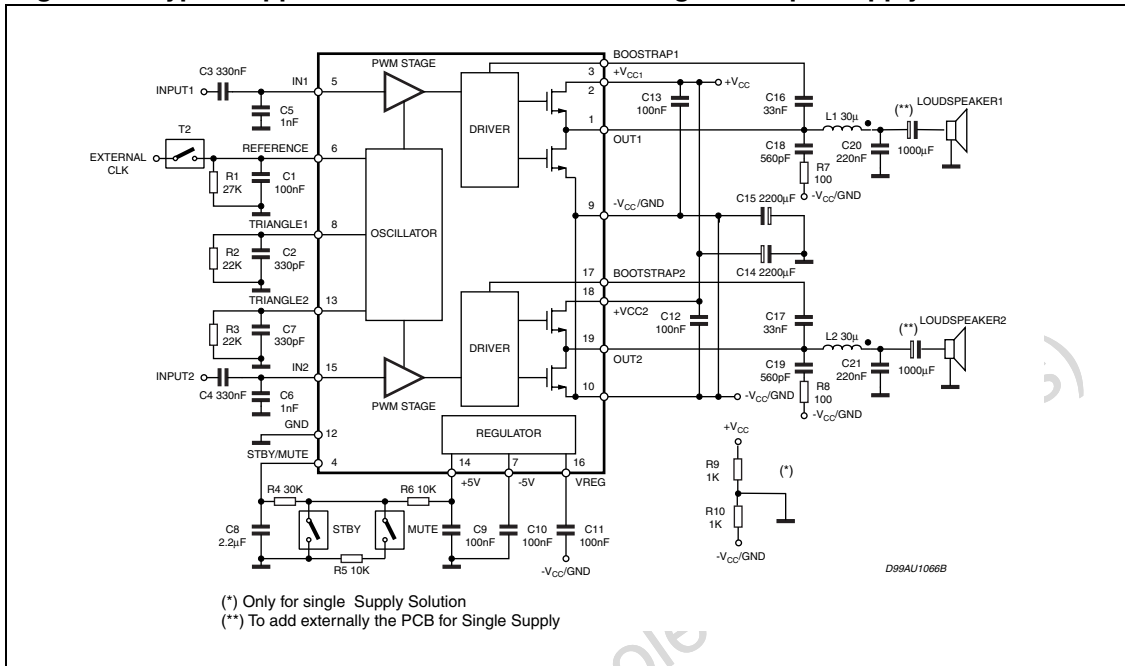 BOOSTRAP1
PWM STAGE
C3 330nF
IN1
5
3
+VCC1
+VCC
2
INPUT1
C5
1nF
DRIVER
C13
100nF
C16
33nF
(**)
LOUDSPEAKER1
L1 30µ
1
OUT1
1000µF
T2
C18
560pF
C20
220nF
EXTERNAL
CLK
REFERENCE
6
R7
100
R1
27K
C1
100nF
-VCC/GND
9
-VCC/GND
C15 2200µF
TRIANGLE1
8
OSCILLATOR
R2
22K
C2
330pF
C14 2200µF
17
BOOTSTRAP2
18
+VCC2
TRIANGLE2
13
C12
100nF
C17
33nF
(**)
LOUDSPEAKER2
R3
22K
C7
330pF
DRIVER
19
OUT2
L2 30µ
1000µF
IN2
15
C19
560pF
C21
220nF
INPUT2
C4 330nF
C6
1nF
PWM STAGE
10
R8
100
-VCC/GND
-VCC/GND
GND
12
REGULATOR
+VCC
STBY/MUTE
4
14
7
16
R9
1K
(*)
+5V
-5V
VREG
R4 30K
R6 10K
R10
1K
C8
2.2µF
STBY
MUTE
C9
100nF
C10
100nF
C11
100nF
R5 10K
-VCC/GND
-VCC/GND
D99AU1066B
(*) Only for single Supply Solution
(**) To add externally the PCB for Single Supply